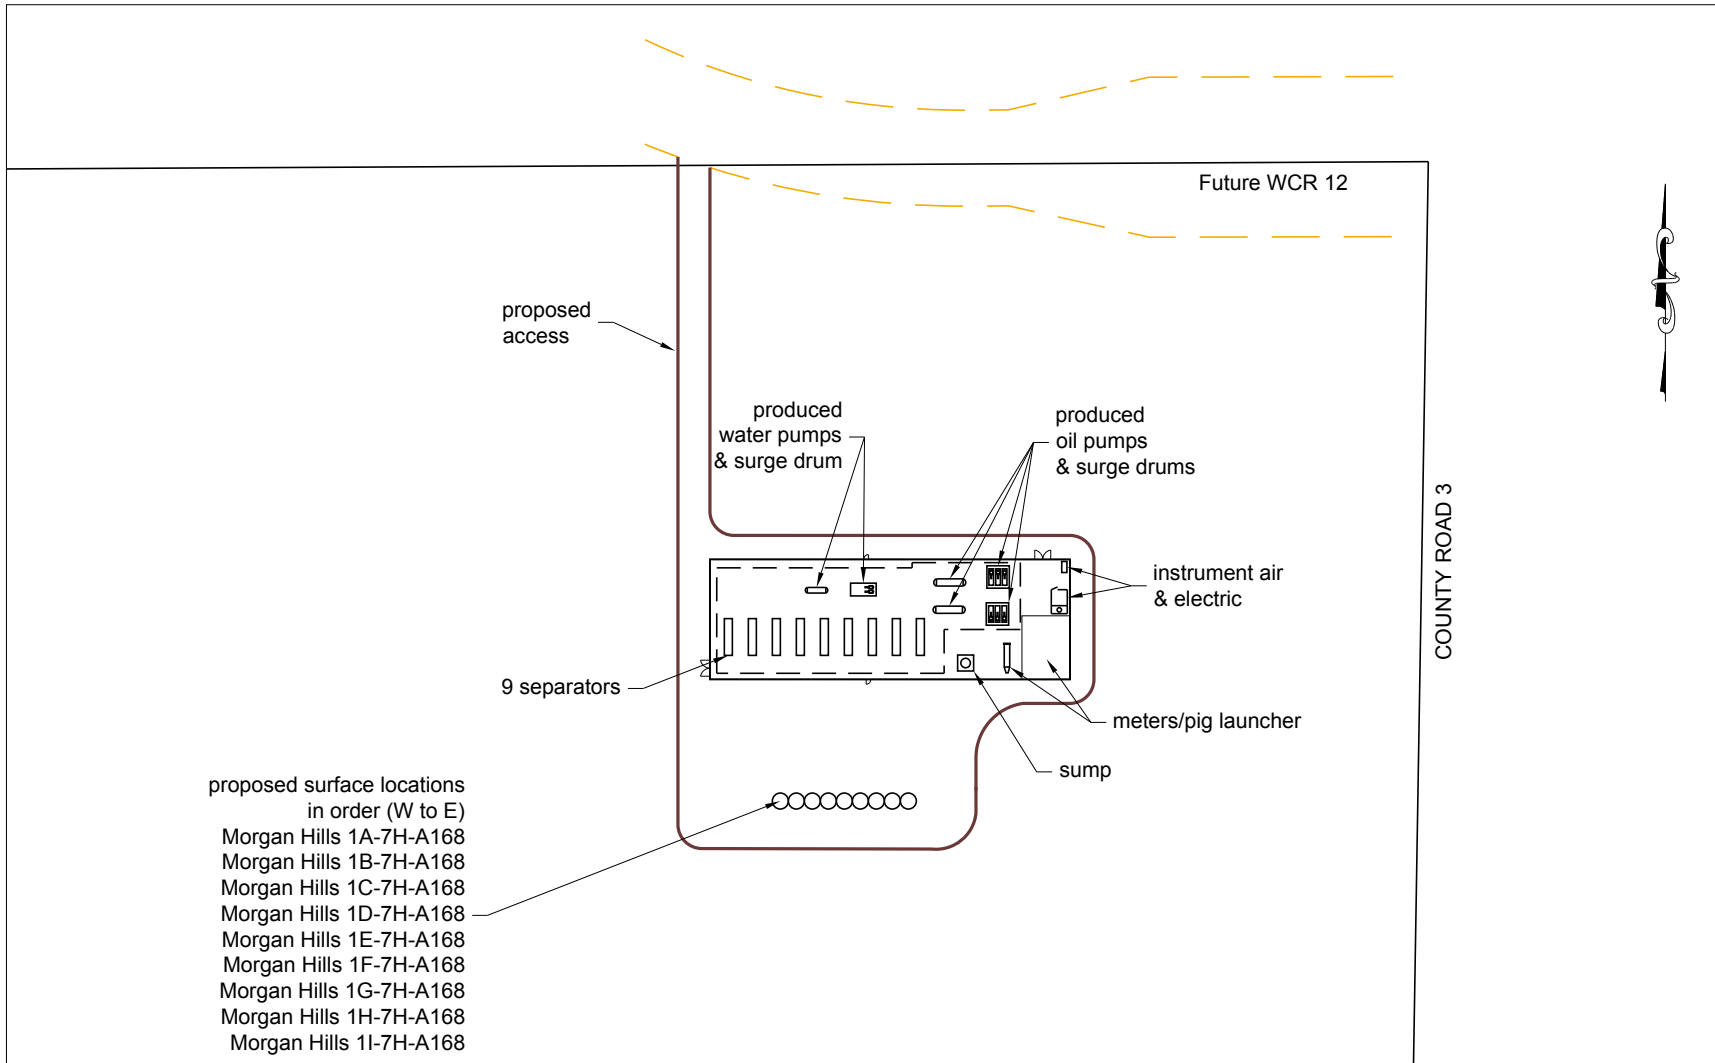 Future WCR 12
proposed
access
produced
water pumps
& surge drum
produced
oil pumps
& surge drums
COUNTY ROAD 3
instrument air
& electric
9 separators
meters/pig launcher
sump
proposed surface locations
in order (W to E)
Morgan Hills 1A-7H-A168
Morgan Hills 1B-7H-A168
Morgan Hills 1C-7H-A168
Morgan Hills 1D-7H-A168
Morgan Hills 1E-7H-A168
Morgan Hills 1F-7H-A168
Morgan Hills 1G-7H-A168
Morgan Hills 1H-7H-A168
Morgan Hills 1I-7H-A168